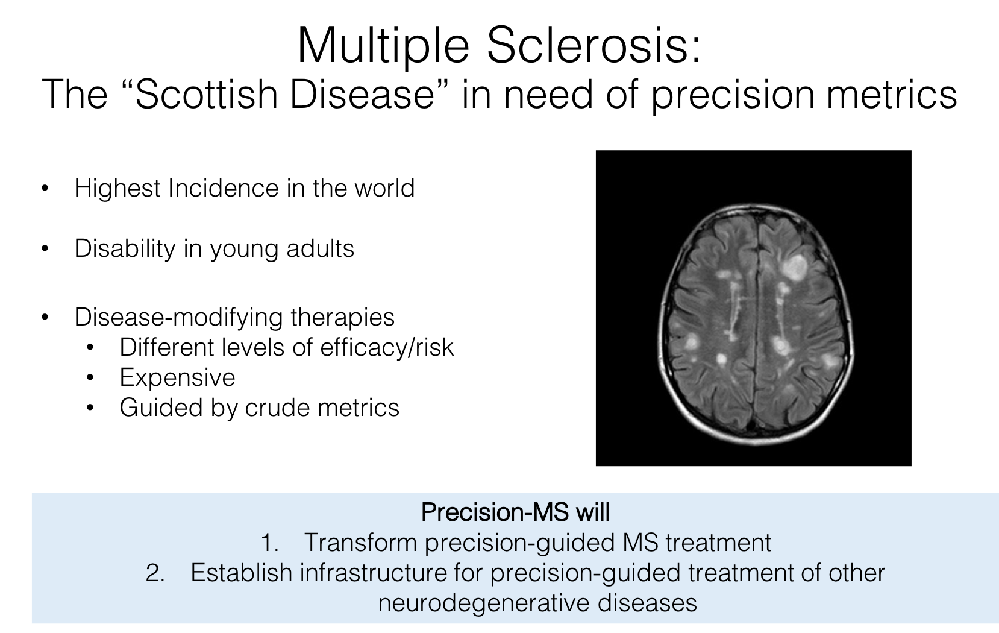 Multiple Sclerosis:
The “Scottish Disease” in need of precision metrics
• Highest Incidence in the world
• Disability in young adults
• Disease-modifying therapies
• Different levels of efficacy/risk
• Expensive
• Guided by crude metrics
Precision-MS will
1. Transform precision-guided MS treatment
2. Establish infrastructure for precision-guided treatment of other
neurodegenerative diseases